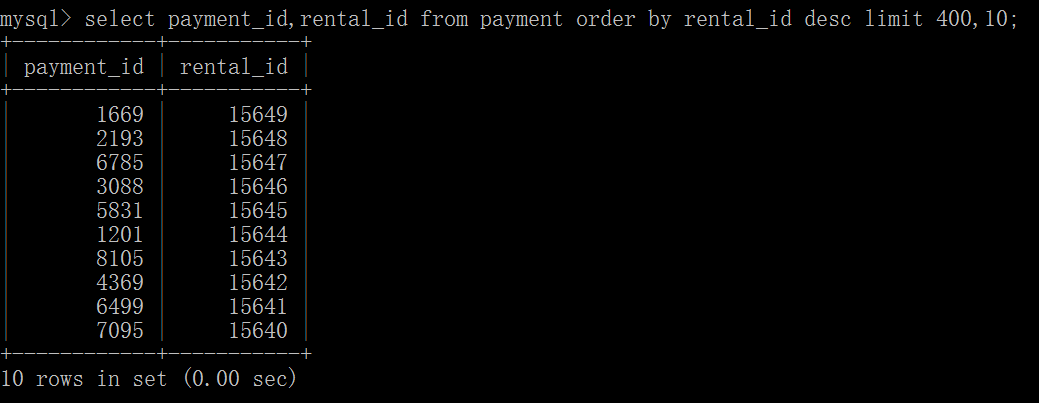 mysql> select payment_id,rental_id from payment order by rental_id desc limit 400,10;
+------------+-----------+
| payment_id | rental_id |
+------------+-----------+
|       1669 |     15649 |
|       2193 |     15648 |
|       6785 |     15647 |
|       3088 |     15646 |
|       5831 |     15645 |
|       1201 |     15644 |
|       8105 |     15643 |
|       4369 |     15642 |
|       6499 |     15641 |
|       7095 |     15640 |
+------------+-----------+
10 rows in set (0.00 sec)